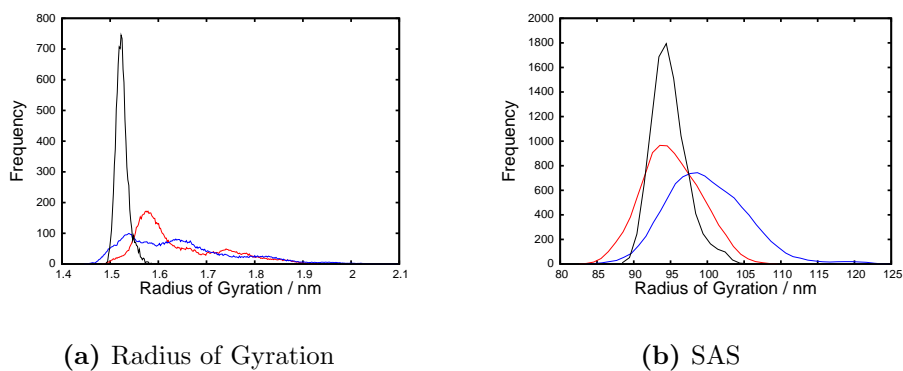 800
700
600
500
400
300
200
100
0
Frequency
1.4 1.5 1.6 1.7 1.8 1.9 2 2.1
Radius of Gyration / nm
(a) Radius of Gyration
2000
1800
1600
1400
1200
1000
800
600
400
200
0
Frequency
80 85 90 95 100 105 110 115 120 125
Radius of Gyration / nm
(b) SAS